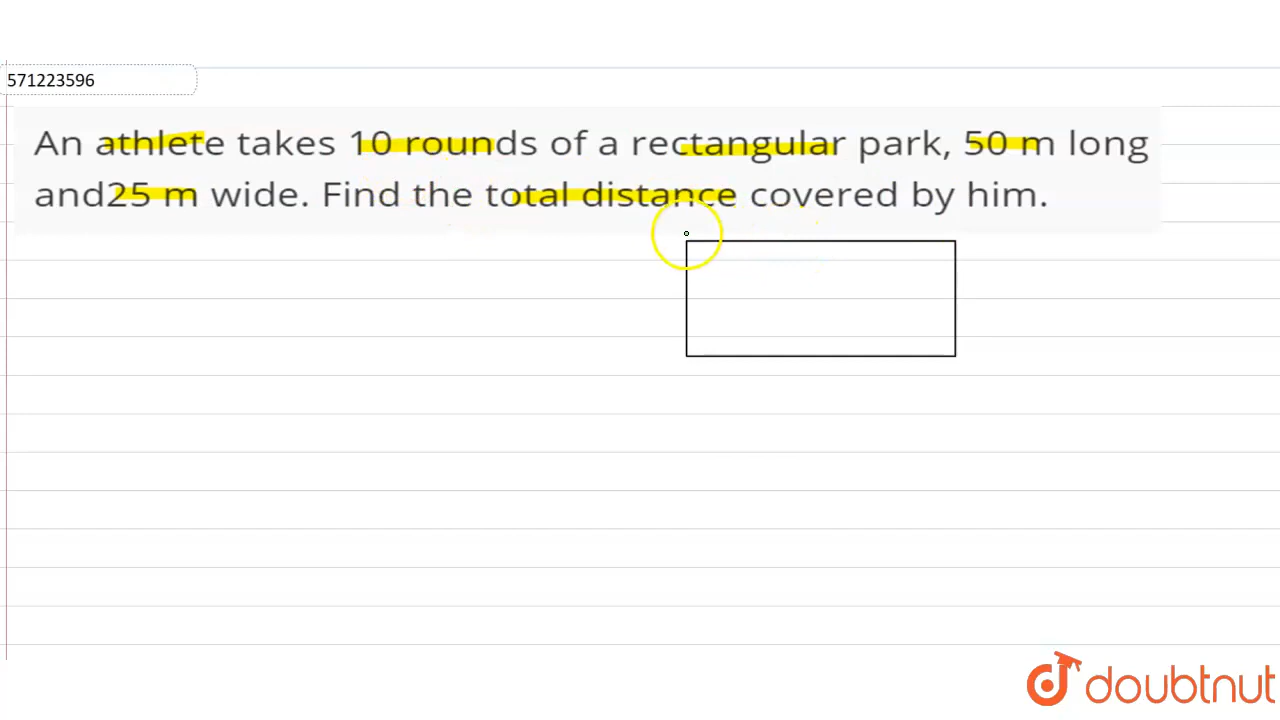 571223596
An athlete takes 10 rounds of a rectangular park, 50 m long
and25 m wide. Find the total distance covered by him.
doubtnut